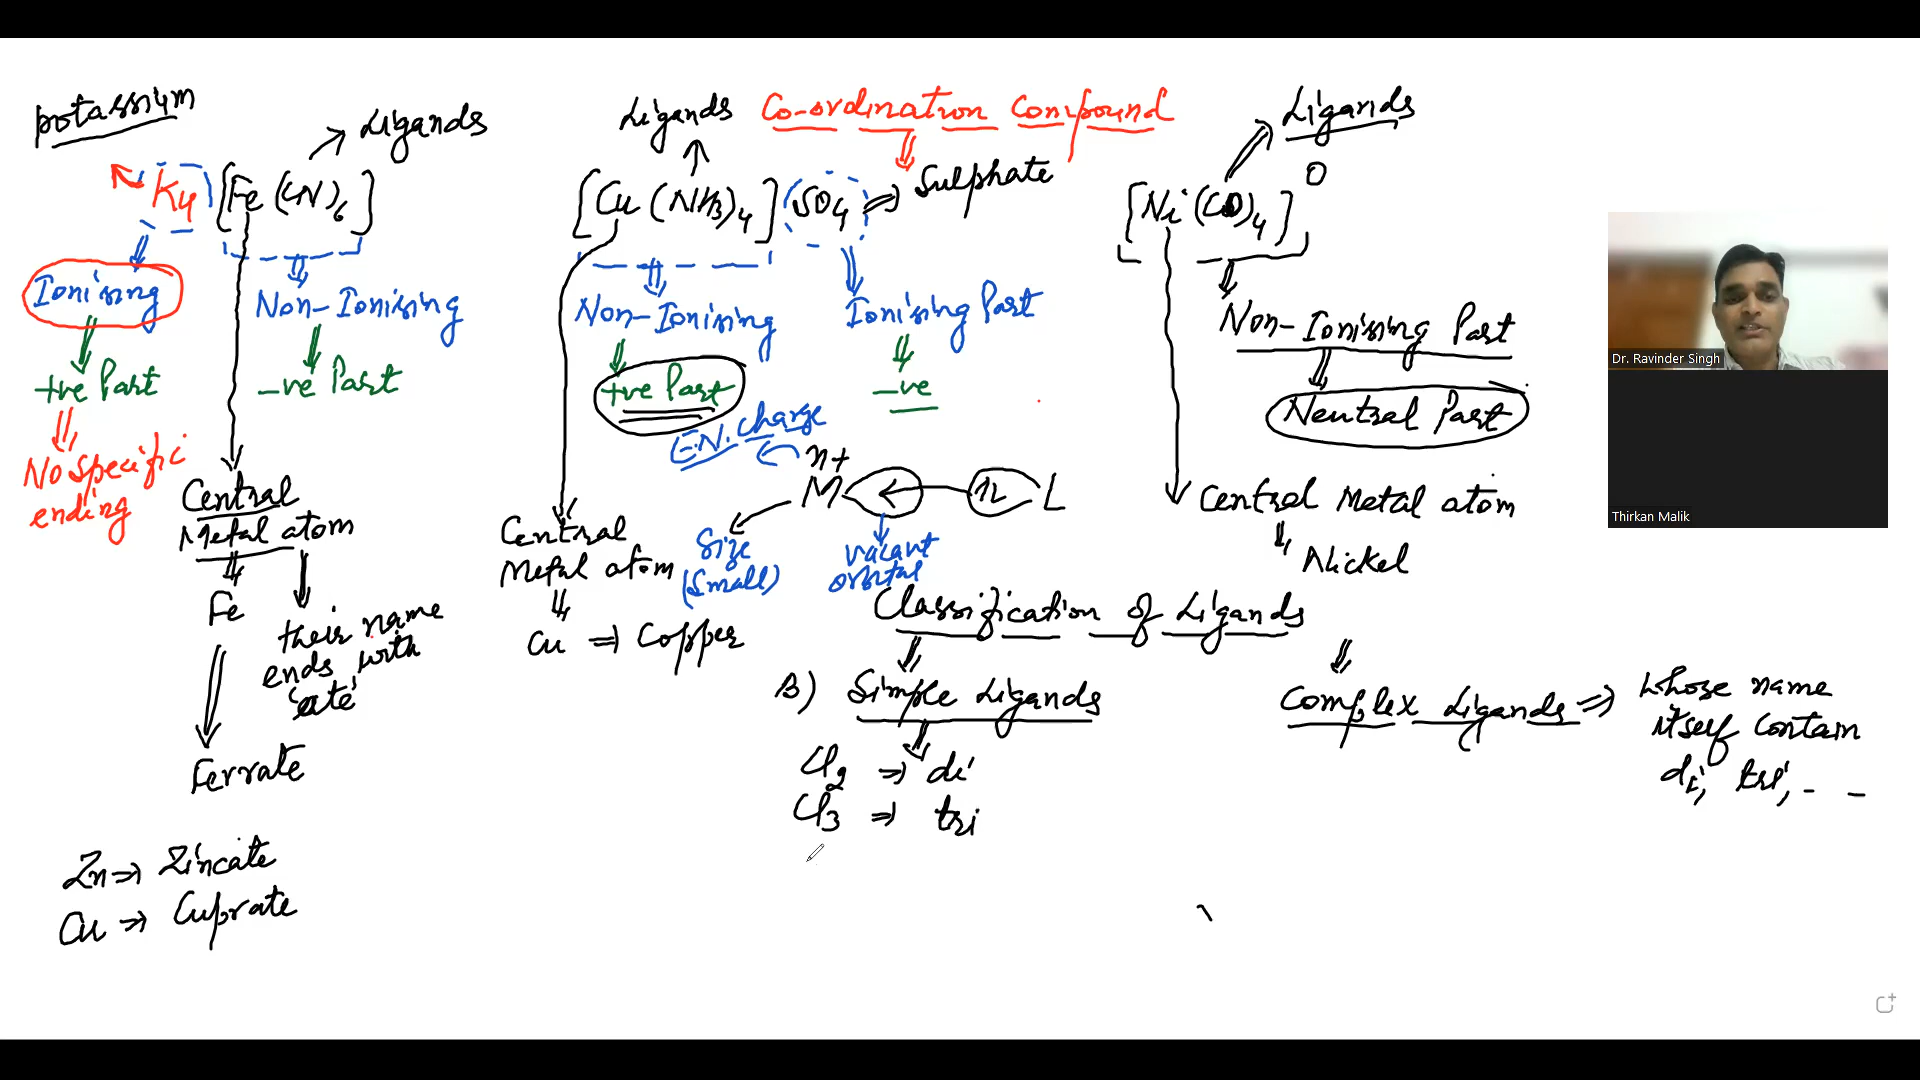 potassium
Ligands
K4 [Fe(CN)6]
Ionising
Non-Ionising
+ve Part
-ve Part
No specific
ending
Central
Metal atom
Fe
their name
ends with
'ate'
Ferrate
Zn ⇒ Zincate
Cu ⇒ Cuprate
Co-ordination Compound
Ligands
[Cu(NH3)4] SO4 ⇒ Sulphate
Non-Ionising
Ionising Part
+ve Part
-ve
Central
Metal atom
Cu ⇒ Copper
E.N. charge
n+
M ← L
Size
(Small)
vacant
orbital
Ligands
O
[Ni(CO)4]
Non-Ionising Part
Neutral Part
Central Metal atom
Nickel
Classification of Ligands
B) Simple Ligands
Cl2 ⇒ di
Cl3 ⇒ tri
Complex Ligands ⇒ whose name
itself contain
di, tri, - -
Dr. Ravinder Singh
Thirkan Malik